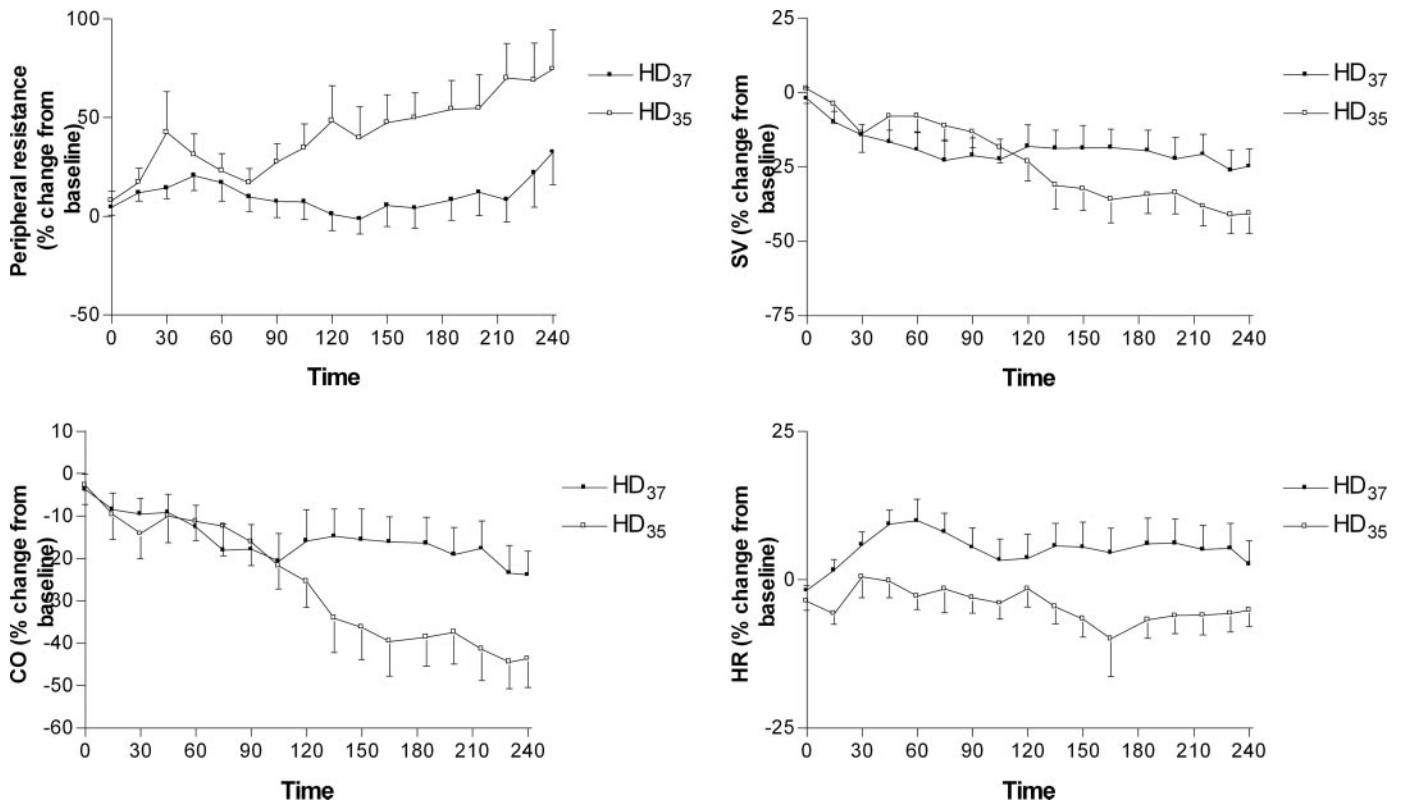 Peripheral resistance
(% change from
baseline)
100
50
0
-50
0 30 60 90 120 150 180 210 240
Time
HD37
HD35
SV (% change from
baseline)
25
0
-25
-50
-75
0 30 60 90 120 150 180 210 240
Time
HD37
HD35
CO (% change from
baseline)
10
0
-10
-20
-30
-40
-50
-60
0 30 60 90 120 150 180 210 240
Time
HD37
HD35
HR (% change from
baseline)
25
0
-25
0 30 60 90 120 150 180 210 240
Time
HD37
HD35